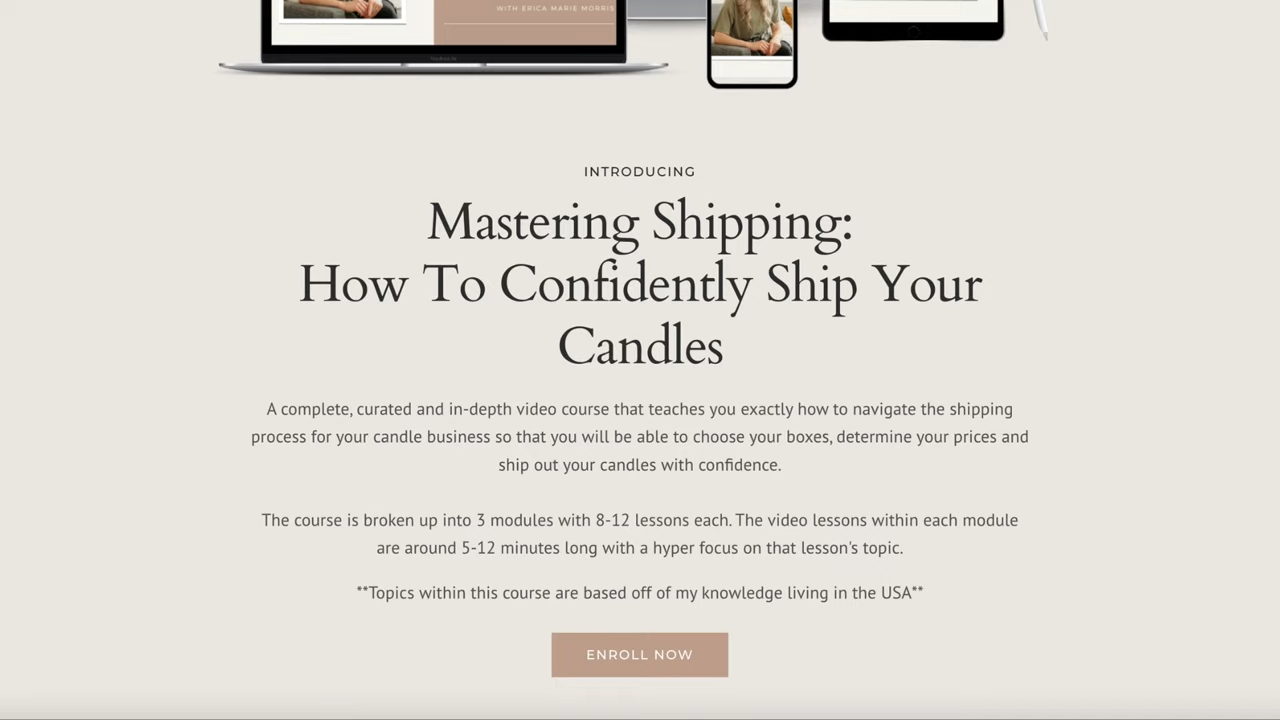 WITH ERICA MARIE MORRIS
INTRODUCING
Mastering Shipping:
How To Confidently Ship Your
Candles
A complete, curated and in-depth video course that teaches you exactly how to navigate the shipping
process for your candle business so that you will be able to choose your boxes, determine your prices and
ship out your candles with confidence.
The course is broken up into 3 modules with 8-12 lessons each. The video lessons within each module
are around 5-12 minutes long with a hyper focus on that lesson's topic.
**Topics within this course are based off of my knowledge living in the USA**
ENROLL NOW